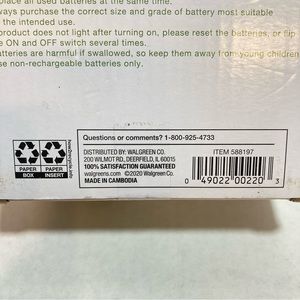 place all used batteries at the same time.
ways purchase the correct size and grade of battery most suitable
the intended use.
product does not light after turning on, please reset the batteries, or flip
e ON and OFF switch several times.
atteries are harmful if swallowed, so keep them away from young children
se non-rechargeable batteries only.
Questions or comments? 1-800-925-4733
DISTRIBUTED BY: WALGREEN CO.
200 WILMOT RD., DEERFIELD, IL 60015
100% SATISFACTION GUARANTEED
walgreens.com ©2020 Walgreen Co.
MADE IN CAMBODIA
ITEM 588197
0 49022 00220 3
PAPER BOX
PAPER INSERT
how2recycle.info